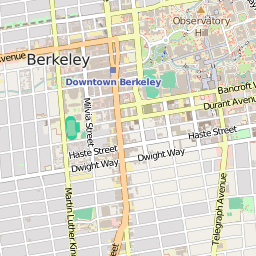 Observatory
Hill
Avenue
Berkeley
Downtown Berkeley
Bancroft W
Durant Avenue
Milvia Street
Haste Street
Haste Street
Dwight Way
Dwight Way
Martin Luther King
Telegraph Avenue
Street